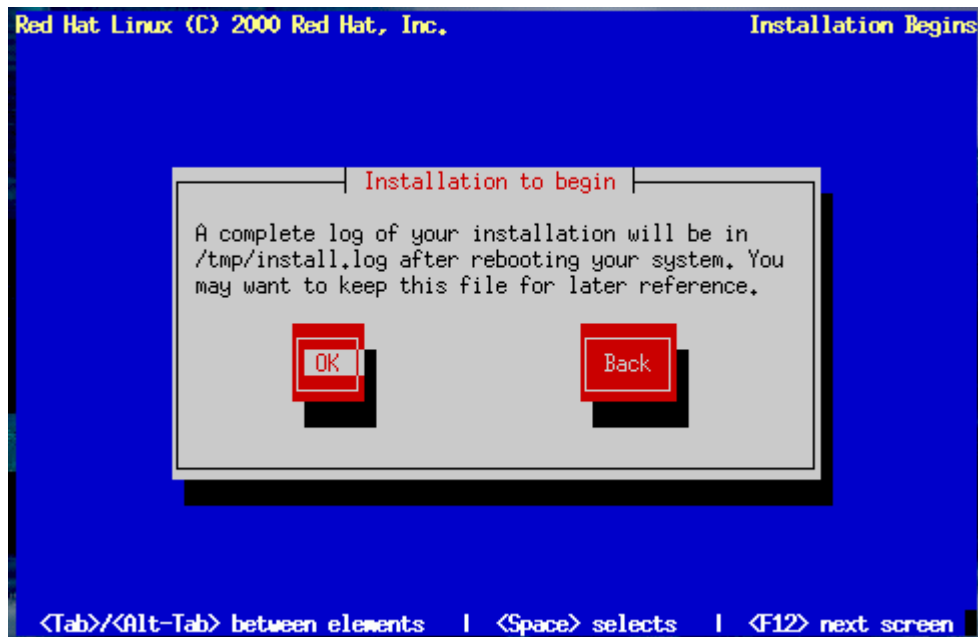 Red Hat Linux (C) 2000 Red Hat, Inc. Installation Begins
Installation to begin
A complete log of your installation will be in
/tmp/install.log after rebooting your system. You
may want to keep this file for later reference.
OK Back
<Tab>/<Alt-Tab> between elements | <Space> selects | <F12> next screen